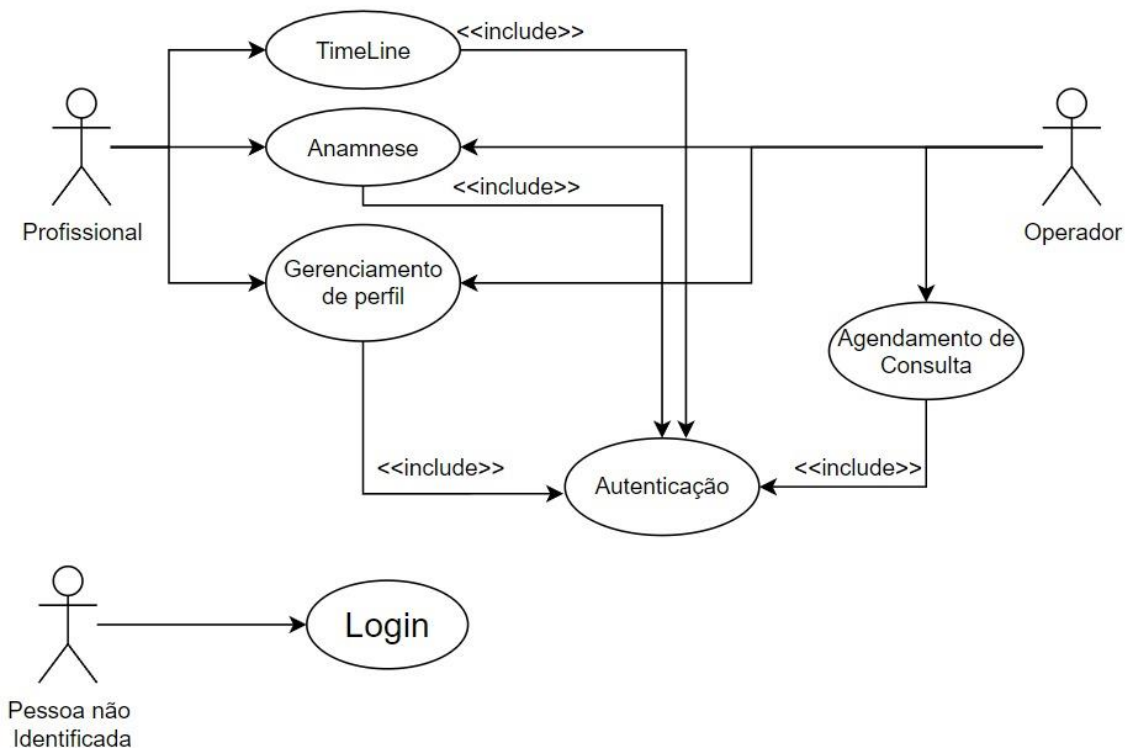 <<include>>
TimeLine
Anamnese
<<include>>
Profissional
Operador
Gerenciamento
de perfil
Agendamento de
Consulta
<<include>>
<<include>>
Autenticação
Login
Pessoa não
Identificada